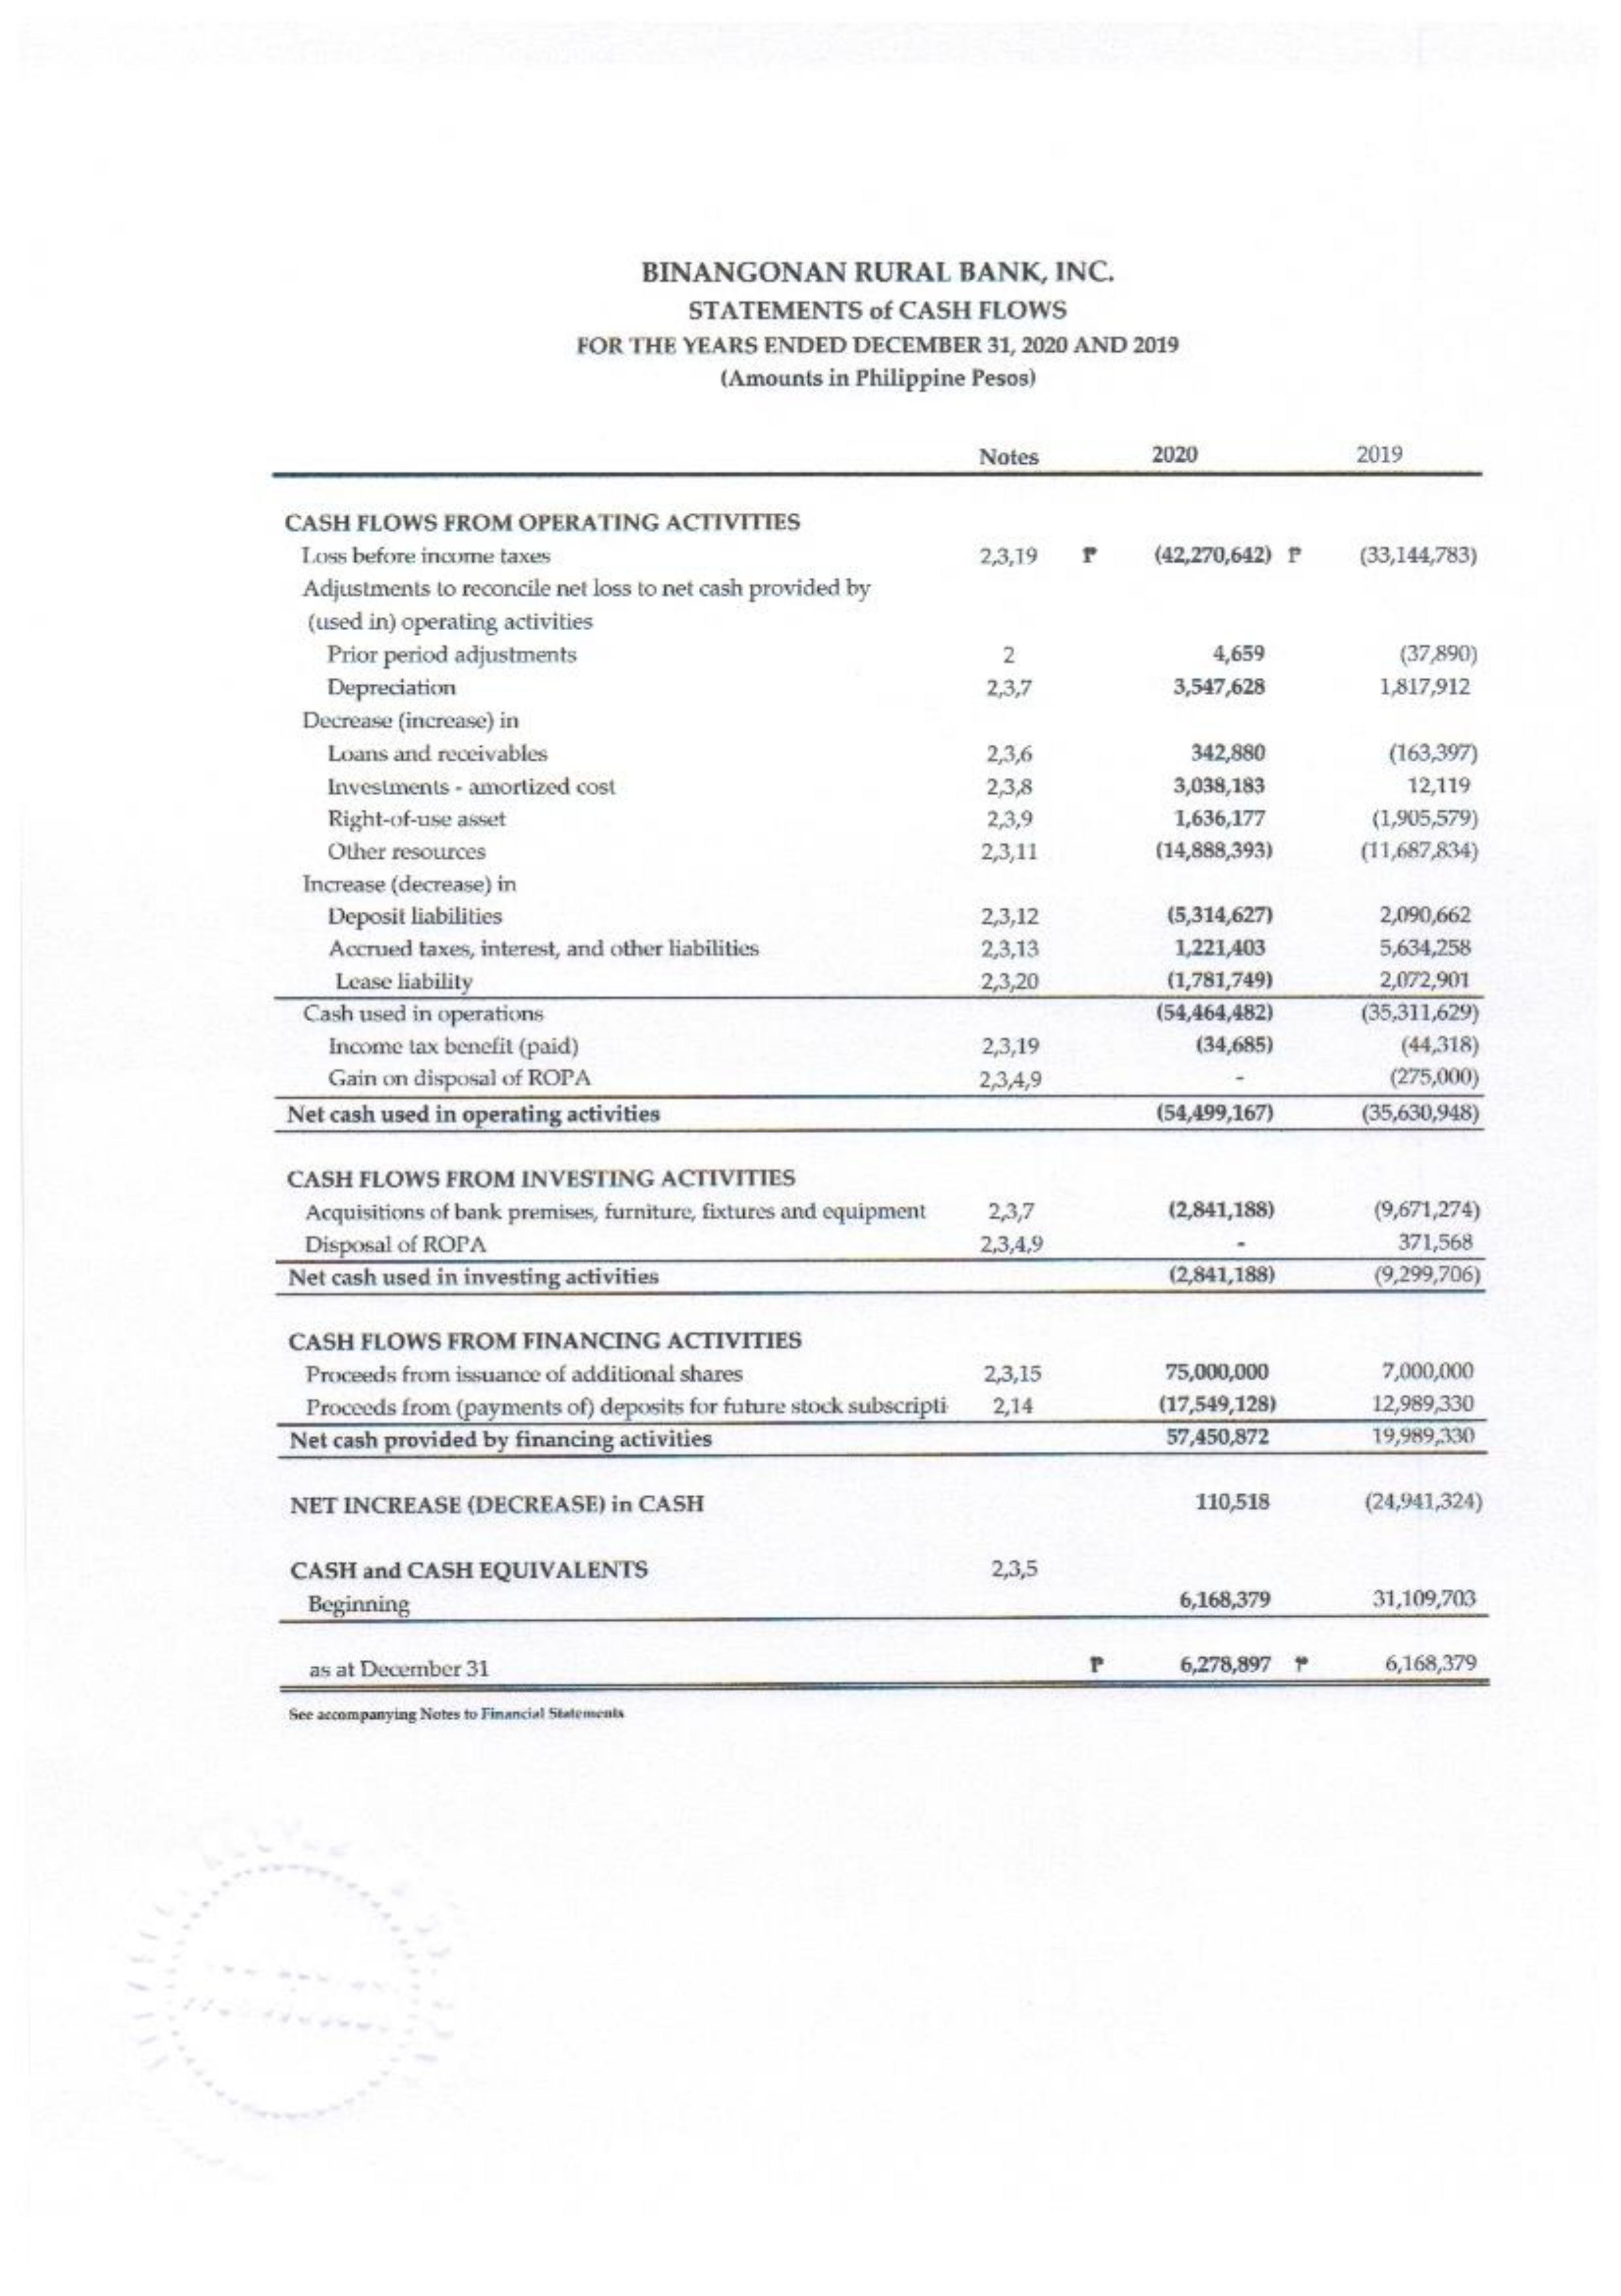 BINANGONAN RURAL BANK, INC.
STATEMENTS of CASH FLOWS
FOR THE YEARS ENDED DECEMBER 31, 2020 AND 2019
(Amounts in Philippine Pesos)
Notes 2020 2019
CASH FLOWS FROM OPERATING ACTIVITIES
Loss before income taxes 2,3,19 ₱ (42,270,642) ₱ (33,144,783)
Adjustments to reconcile net loss to net cash provided by
(used in) operating activities
Prior period adjustments 2 4,659 (37,890)
Depreciation 2,3,7 3,547,628 1,817,912
Decrease (increase) in
Loans and receivables 2,3,6 342,880 (163,397)
Investments - amortized cost 2,3,8 3,038,183 12,119
Right-of-use asset 2,3,9 1,636,177 (1,905,579)
Other resources 2,3,11 (14,888,393) (11,687,834)
Increase (decrease) in
Deposit liabilities 2,3,12 (5,314,627) 2,090,662
Accrued taxes, interest, and other liabilities 2,3,13 1,221,403 5,634,258
Lease liability 2,3,20 (1,781,749) 2,072,901
Cash used in operations (54,464,482) (35,311,629)
Income tax benefit (paid) 2,3,19 (34,685) (44,318)
Gain on disposal of ROPA 2,3,4,9 - (275,000)
Net cash used in operating activities (54,499,167) (35,630,948)
CASH FLOWS FROM INVESTING ACTIVITIES
Acquisitions of bank premises, furniture, fixtures and equipment 2,3,7 (2,841,188) (9,671,274)
Disposal of ROPA 2,3,4,9 - 371,568
Net cash used in investing activities (2,841,188) (9,299,706)
CASH FLOWS FROM FINANCING ACTIVITIES
Proceeds from issuance of additional shares 2,3,15 75,000,000 7,000,000
Proceeds from (payments of) deposits for future stock subscripti 2,14 (17,549,128) 12,989,330
Net cash provided by financing activities 57,450,872 19,989,330
NET INCREASE (DECREASE) in CASH 110,518 (24,941,324)
CASH and CASH EQUIVALENTS 2,3,5
Beginning 6,168,379 31,109,703
as at December 31 ₱ 6,278,897 ₱ 6,168,379
See accompanying Notes to Financial Statements